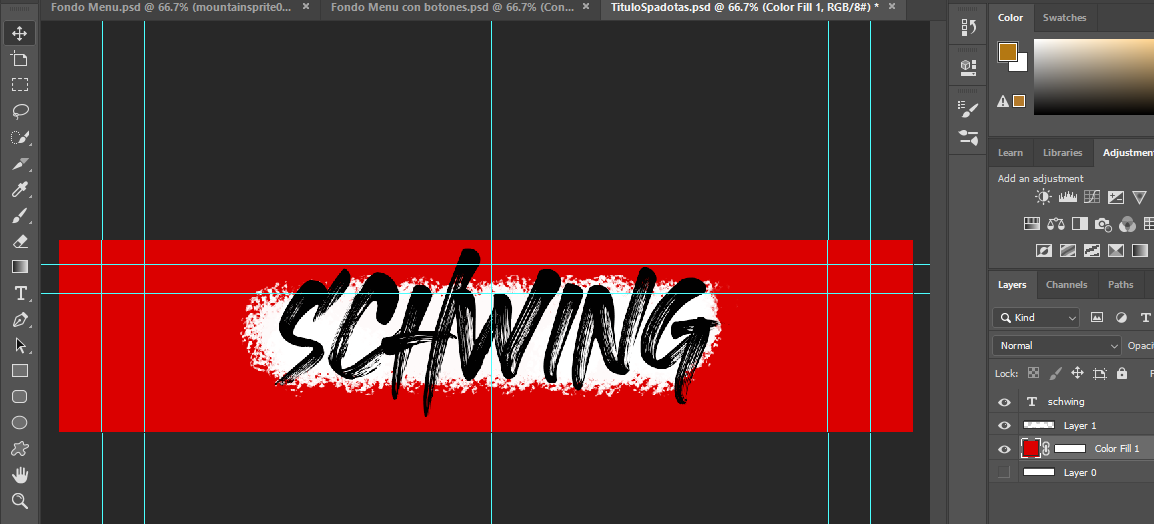 Fondo Menu.psd @ 66.7% (mountainsprite0... ×
Fondo Menu con botones.psd @ 66.7% (Con... ×
TituloSpadotas.psd @ 66.7% (Color Fill 1, RGB/8#) * ×
Color Swatches
Learn Libraries Adjustment
Add an adjustment
SCHWING
Layers Channels Paths
Kind
Normal Opaci
Lock: F
T schwing
Layer 1
Color Fill 1
Layer 0